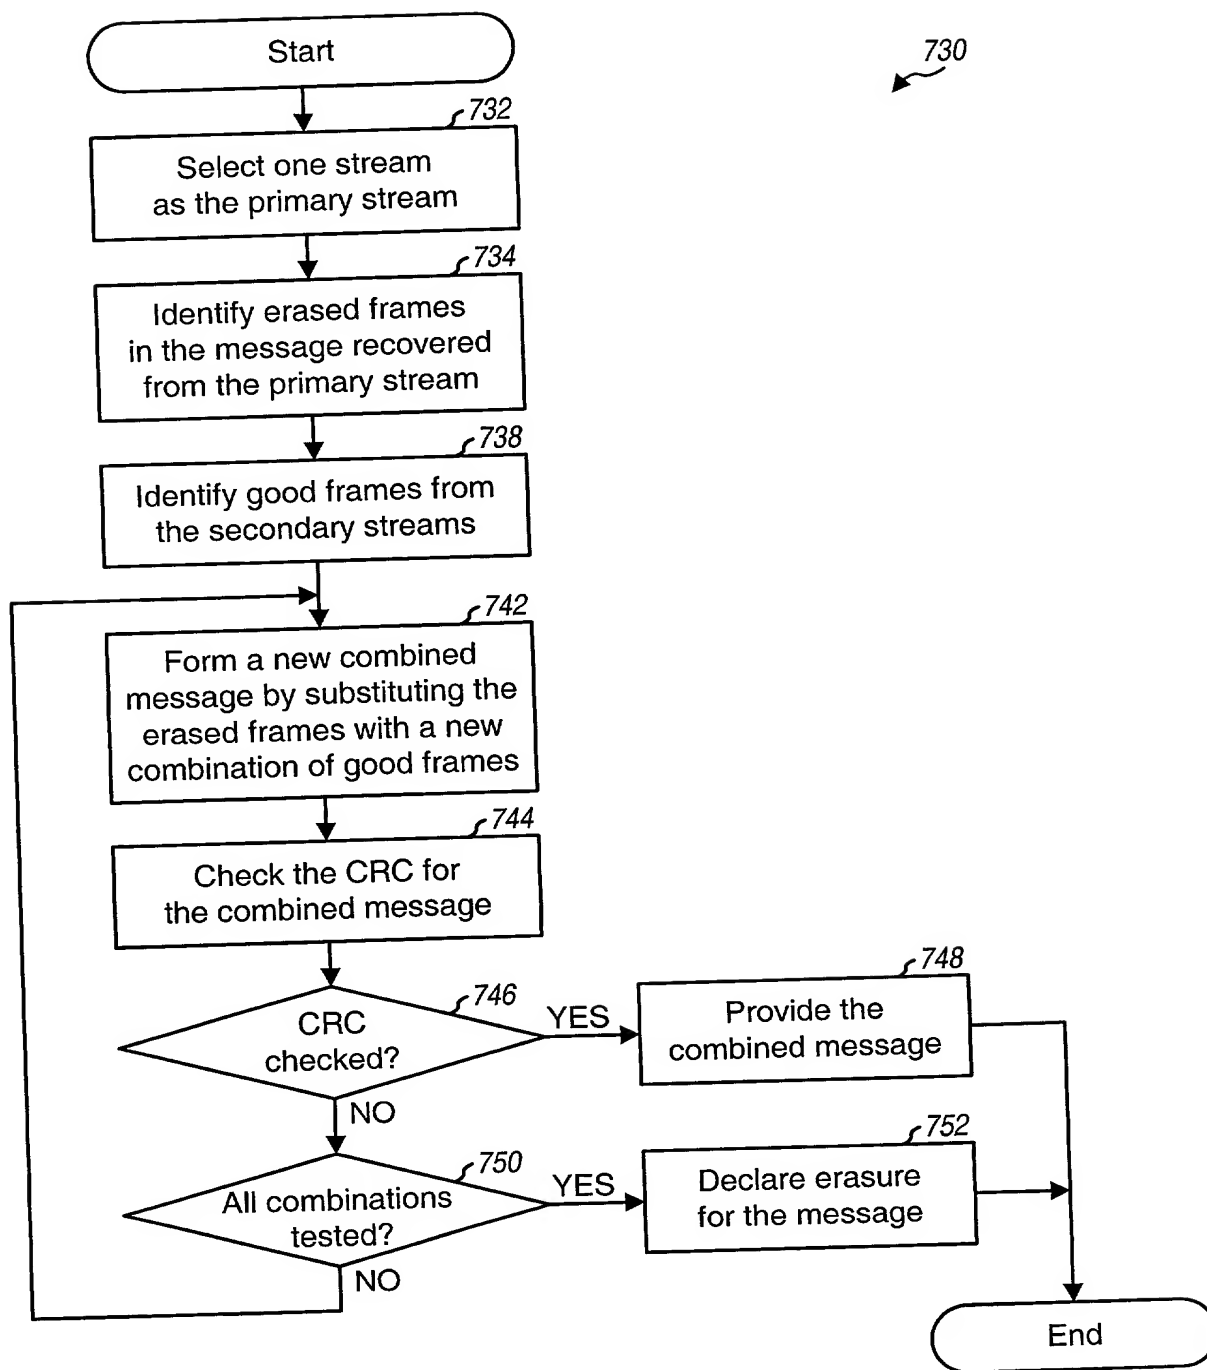 Start
730
732
Select one stream
as the primary stream
734
Identify erased frames
in the message recovered
from the primary stream
738
Identify good frames from
the secondary streams
742
Form a new combined
message by substituting the
erased frames with a new
combination of good frames
744
Check the CRC for
the combined message
746
CRC
checked?
YES
748
Provide the
combined message
NO
750
All combinations
tested?
YES
752
Declare erasure
for the message
NO
End